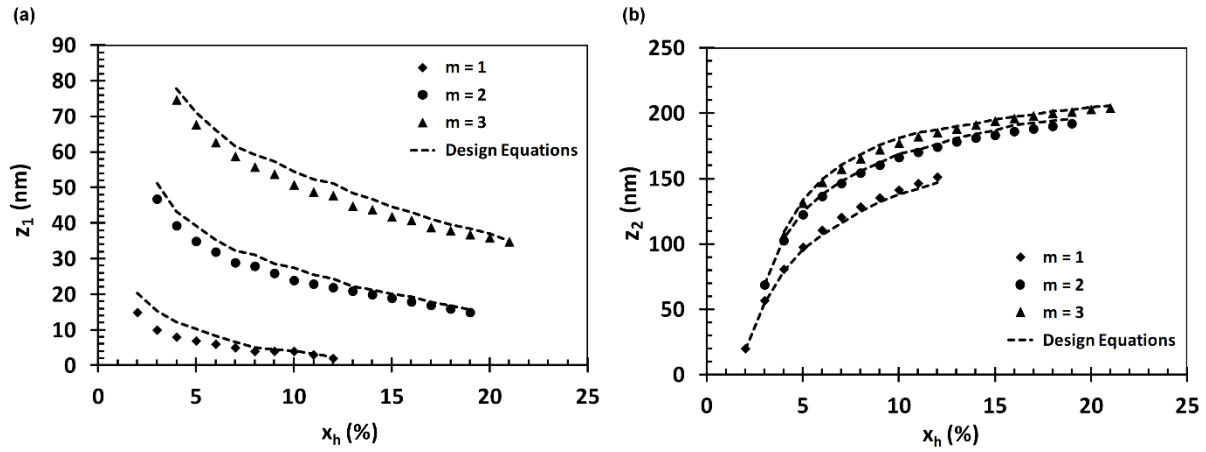 (a)
90
80
70
60
50
40
30
20
10
0
z₁ (nm)
0 5 10 15 20 25
xₕ (%)
m = 1
m = 2
m = 3
Design Equations
(b)
250
200
150
100
50
0
z₂ (nm)
0 5 10 15 20 25
xₕ (%)
m = 1
m = 2
m = 3
Design Equations